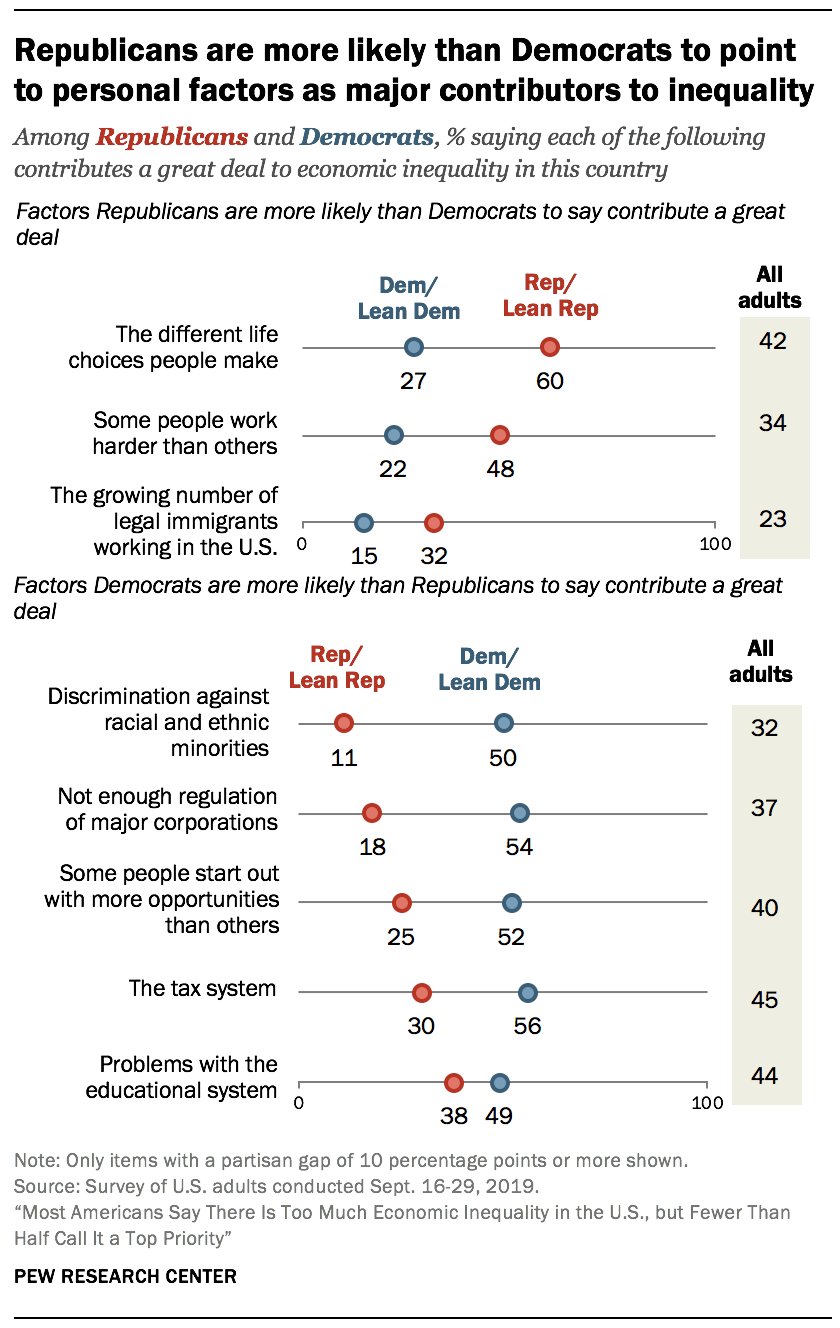 Republicans are more likely than Democrats to point
to personal factors as major contributors to inequality
Among Republicans and Democrats, % saying each of the following
contributes a great deal to economic inequality in this country
Factors Republicans are more likely than Democrats to say contribute a great
deal
Dem/
Lean Dem
Rep/
Lean Rep
All
adults
The different life
choices people make
27
60
42
Some people work
harder than others
22
48
34
The growing number of
legal immigrants
working in the U.S.
0
15
32
100
23
Factors Democrats are more likely than Republicans to say contribute a great
deal
Rep/
Lean Rep
Dem/
Lean Dem
All
adults
Discrimination against
racial and ethnic
minorities
11
50
32
Not enough regulation
of major corporations
18
54
37
Some people start out
with more opportunities
than others
25
52
40
The tax system
30
56
45
Problems with the
educational system
0
38
49
100
44
Note: Only items with a partisan gap of 10 percentage points or more shown.
Source: Survey of U.S. adults conducted Sept. 16-29, 2019.
“Most Americans Say There Is Too Much Economic Inequality in the U.S., but Fewer Than
Half Call It a Top Priority”
PEW RESEARCH CENTER